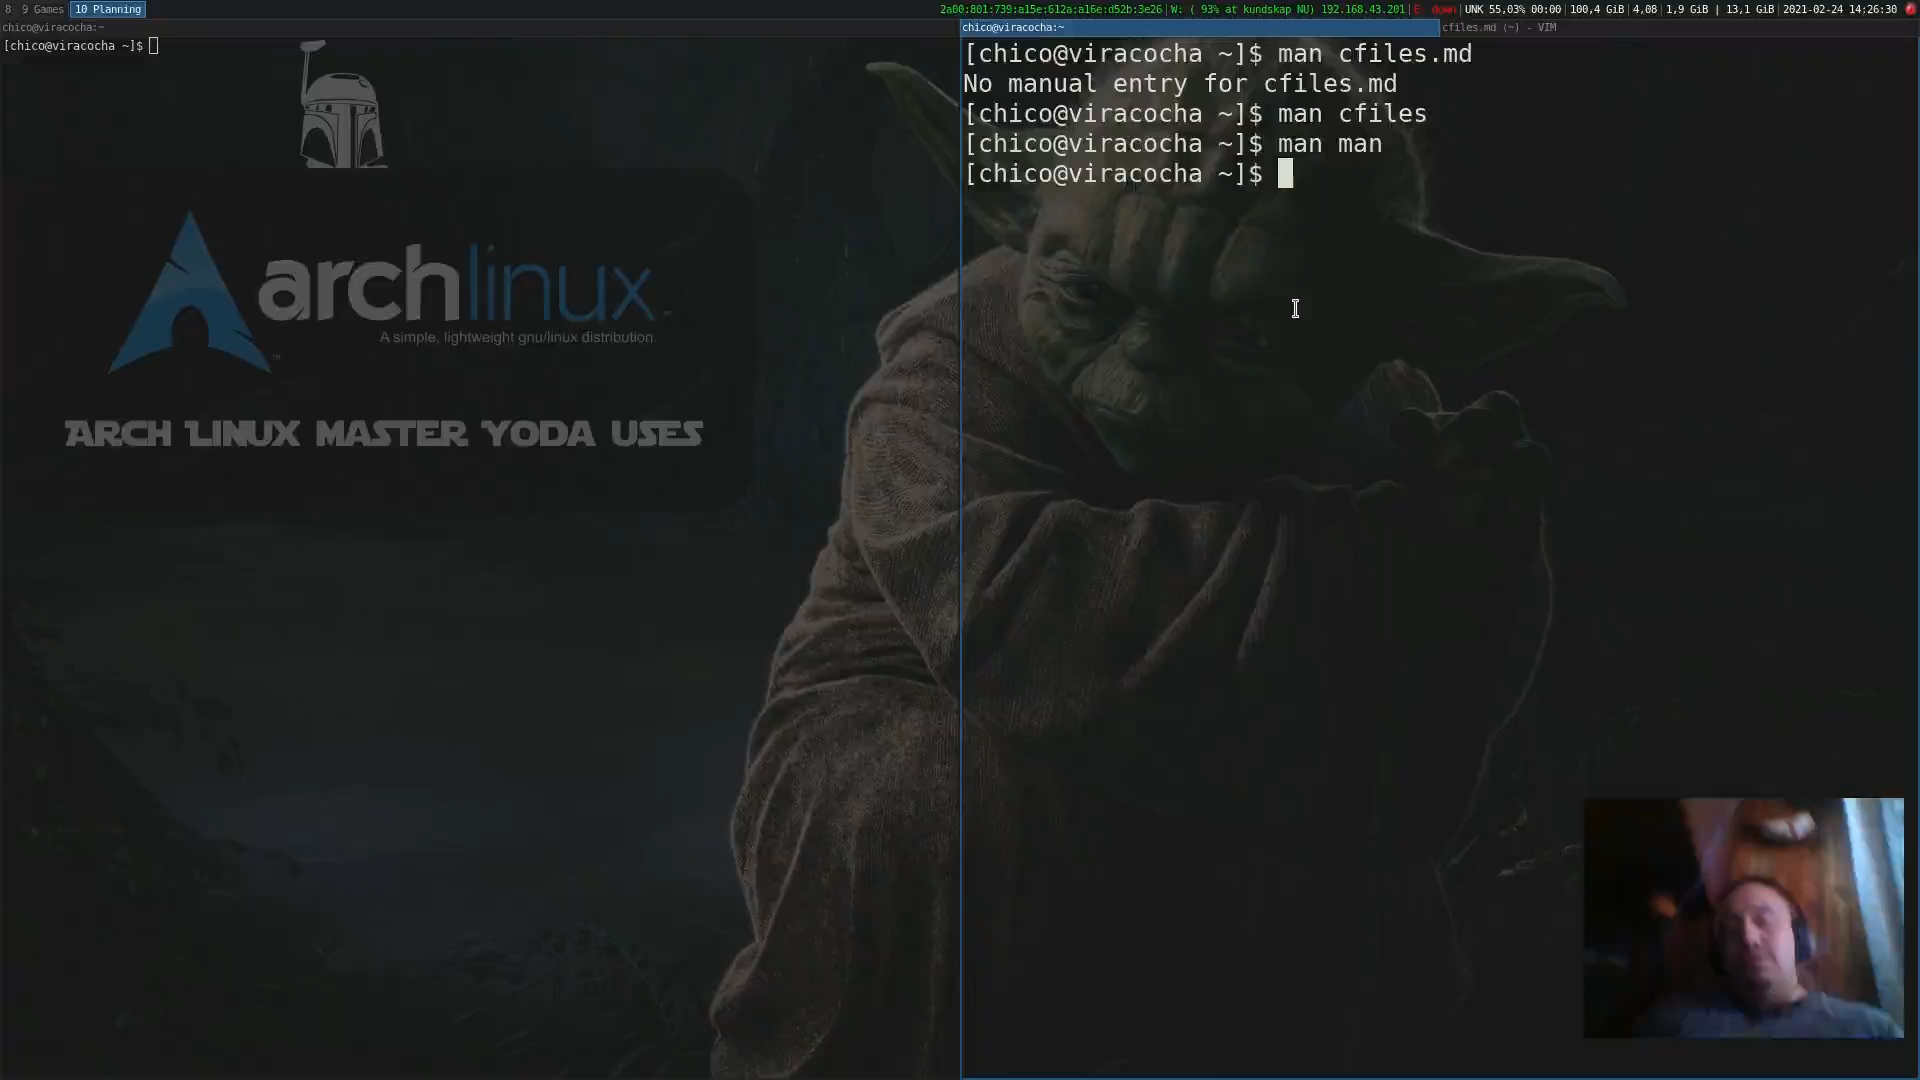 8 9 Games 10 Planning
2a00:801:739:a15e:612a:a16e:d52b:3e26 | W: ( 93% at kundskap NU) 192.168.43.201 | E: down | UNK 55,03% 00:00 | 100,4 GiB | 4,08 | 1,9 GiB | 13,1 GiB | 2021-02-24 14:26:30
chico@viracocha:~
[chico@viracocha ~]$
archlinux
A simple, lightweight gnu/linux distribution.
ARCH LINUX MASTER YODA USES
chico@viracocha:~
cfiles.md (~) - VIM
[chico@viracocha ~]$ man cfiles.md
No manual entry for cfiles.md
[chico@viracocha ~]$ man cfiles
[chico@viracocha ~]$ man man
[chico@viracocha ~]$